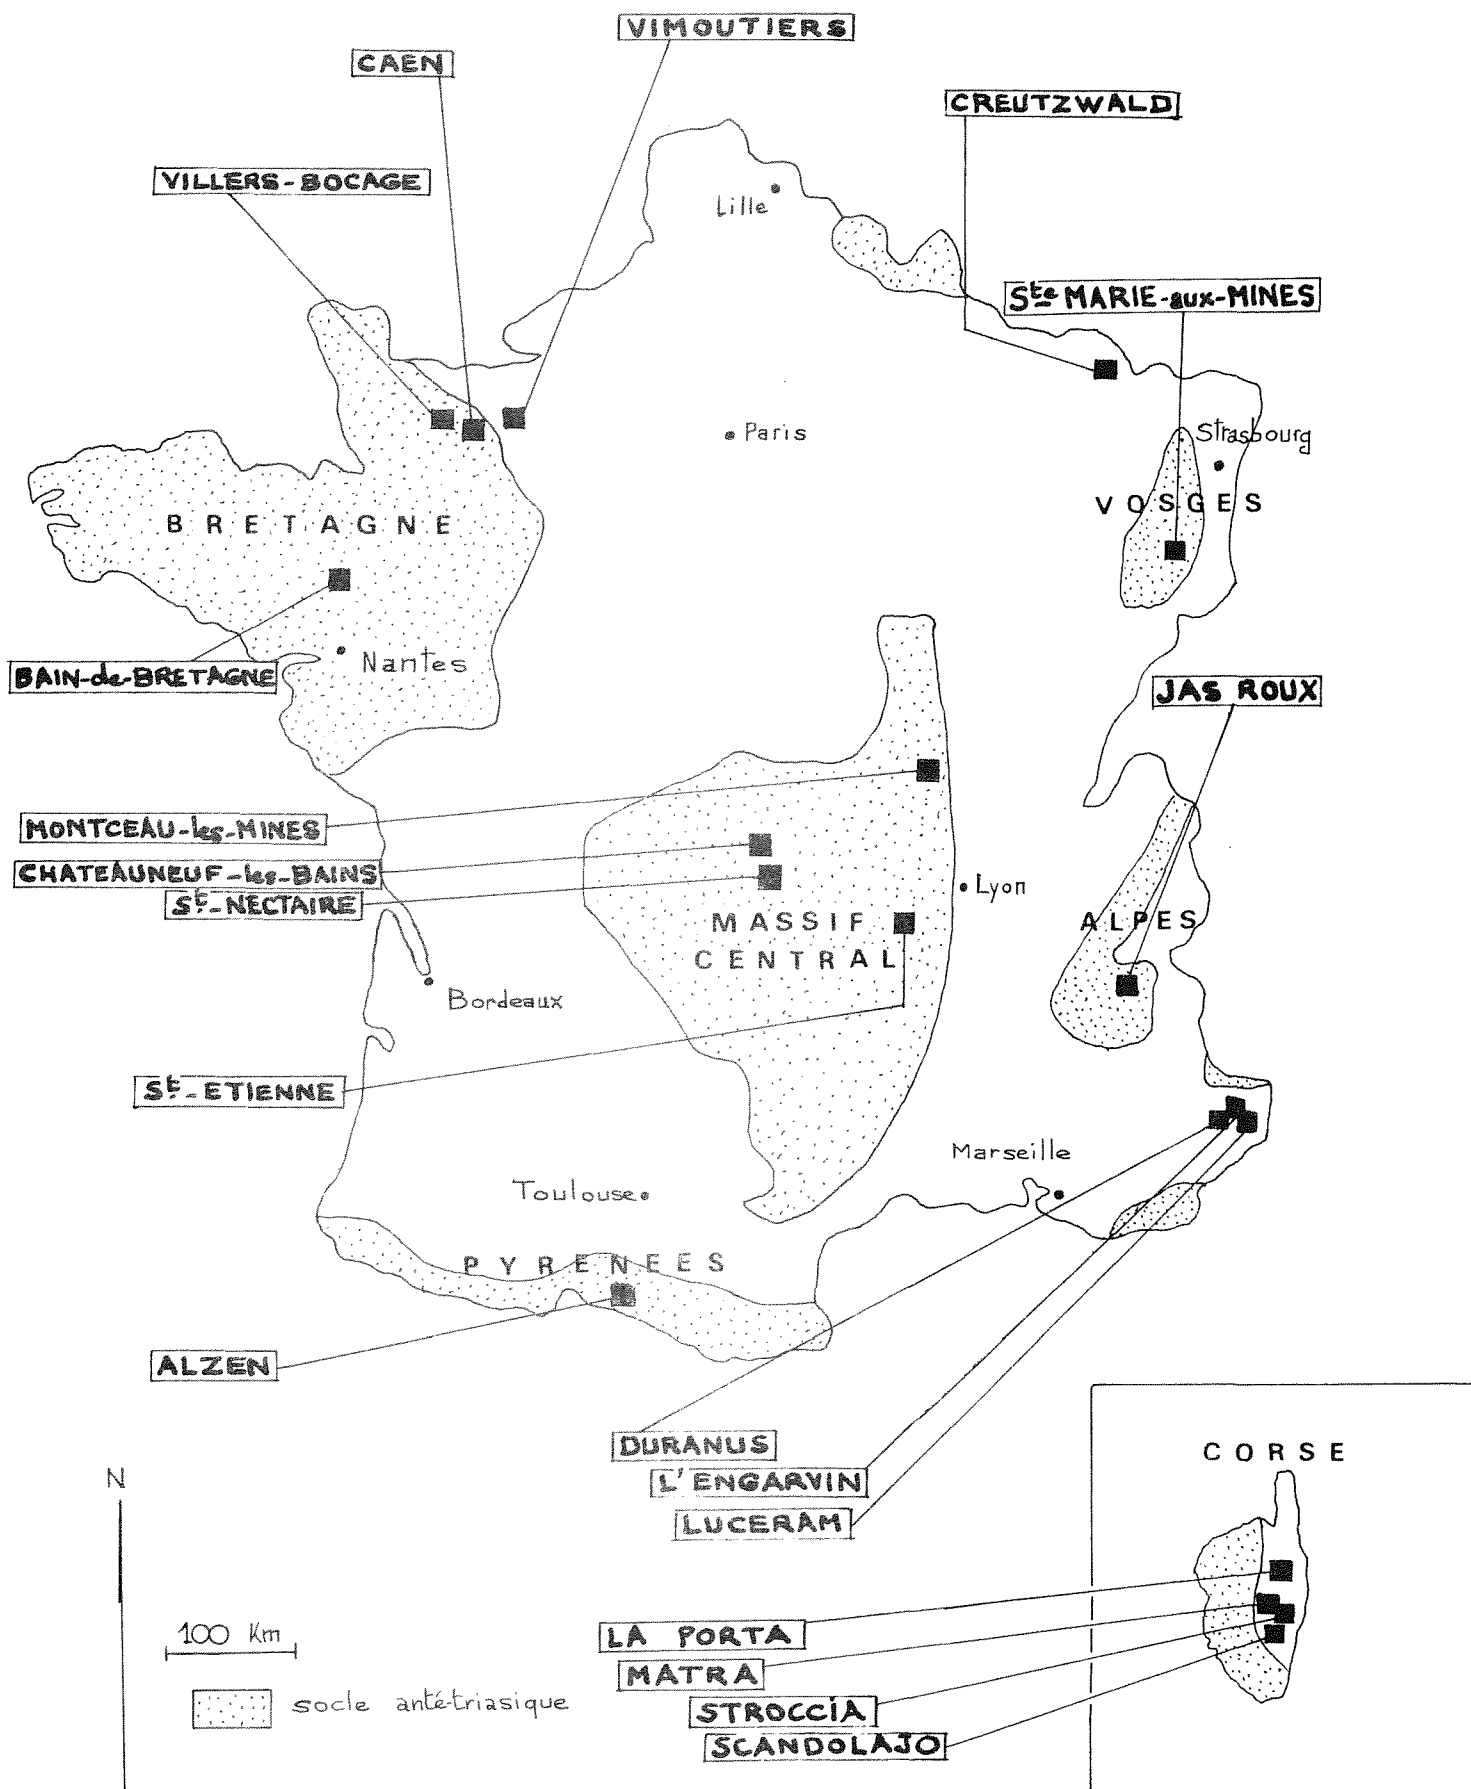 VIMOUTIERS
CAEN
CREUTZWALD
VILLERS-BOCAGE
Lille
Ste MARIE-aux-MINES
Paris
Strasbourg
VOSGES
BRETAGNE
Nantes
BAIN-de-BRETAGNE
JAS ROUX
MONTCEAU-les-MINES
CHATEAUNEUF-les-BAINS
St-NECTAIRE
Lyon
MASSIF
CENTRAL
ALPES
Bordeaux
St-ETIENNE
Marseille
Toulouse
PYRENEES
ALZEN
DURANUS
L'ENGARVIN
LUCERAM
CORSE
N
100 Km
LA PORTA
MATRA
STROCCIA
SCANDOLAJO
socle anté-triasique